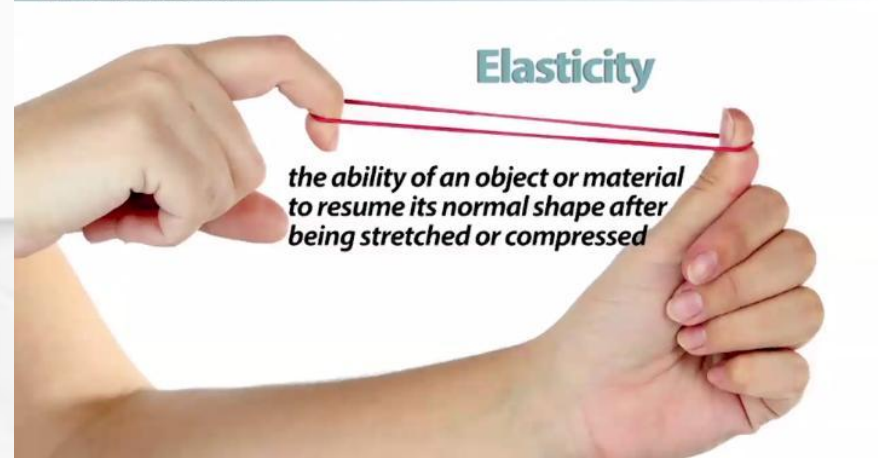 Elasticity
the ability of an object or material
to resume its normal shape after
being stretched or compressed